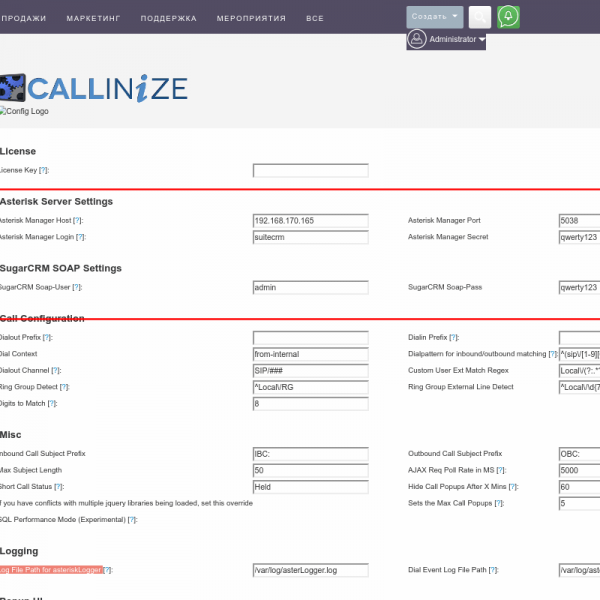 ПРОДАЖИ МАРКЕТИНГ ПОДДЕРЖКА МЕРОПРИЯТИЯ ВСЕ Создать
Administrator
CALLINiZE
Config Logo
License
License Key [?]:
Asterisk Server Settings
Asterisk Manager Host [?]: 192.168.170.165 Asterisk Manager Port 5038
Asterisk Manager Login [?]: suitecrm Asterisk Manager Secret qwerty123
SugarCRM SOAP Settings
SugarCRM Soap-User [?]: admin SugarCRM Soap-Pass qwerty123
Call Configuration
Dialout Prefix [?]: Dialin Prefix [?]:
Dial Context from-internal Dialpattern for inbound/outbound matching [?]: ^(sip\/[1-9][
Dialout Channel [?]: SIP/### Custom User Ext Match Regex Local\/(?:.*
Ring Group Detect [?]: ^Local\/RG Ring Group External Line Detect ^Local\/\d{7
Digits to Match [?]: 8
Misc
Inbound Call Subject Prefix IBC: Outbound Call Subject Prefix OBC:
Max Subject Length 50 AJAX Req Poll Rate in MS [?]: 5000
Short Call Status [?]: Held Hide Call Popups After X Mins [?]: 60
If you have conflicts with multiple jquery libraries being loaded, set this override Sets the Max Call Popups [?]: 5
SQL Performance Mode (Experimental) [?]:
Logging
Log File Path for asteriskLogger [?]: /var/log/asterLogger.log Dial Event Log File Path [?]: /var/log/ast
Popup UI